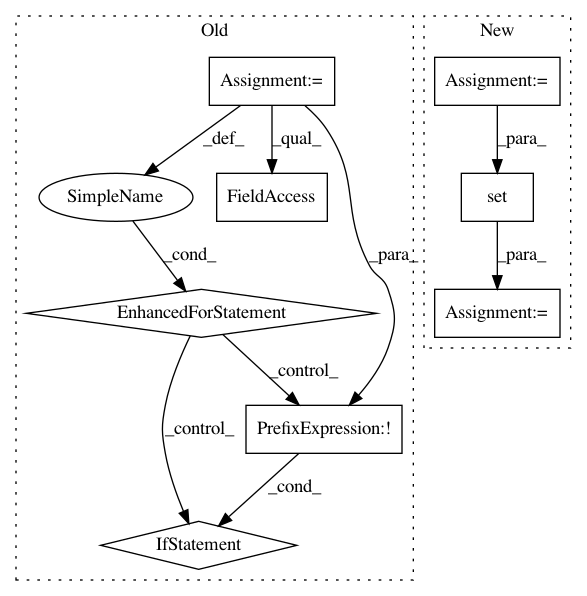 Old
New
Assignment:=
Assignment:=
_def_
_qual_
_para_
SimpleName
FieldAccess
set
_cond_
_para_
_para_
EnhancedForStatement
Assignment:=
_control_
_control_
PrefixExpression:!
_cond_
IfStatement